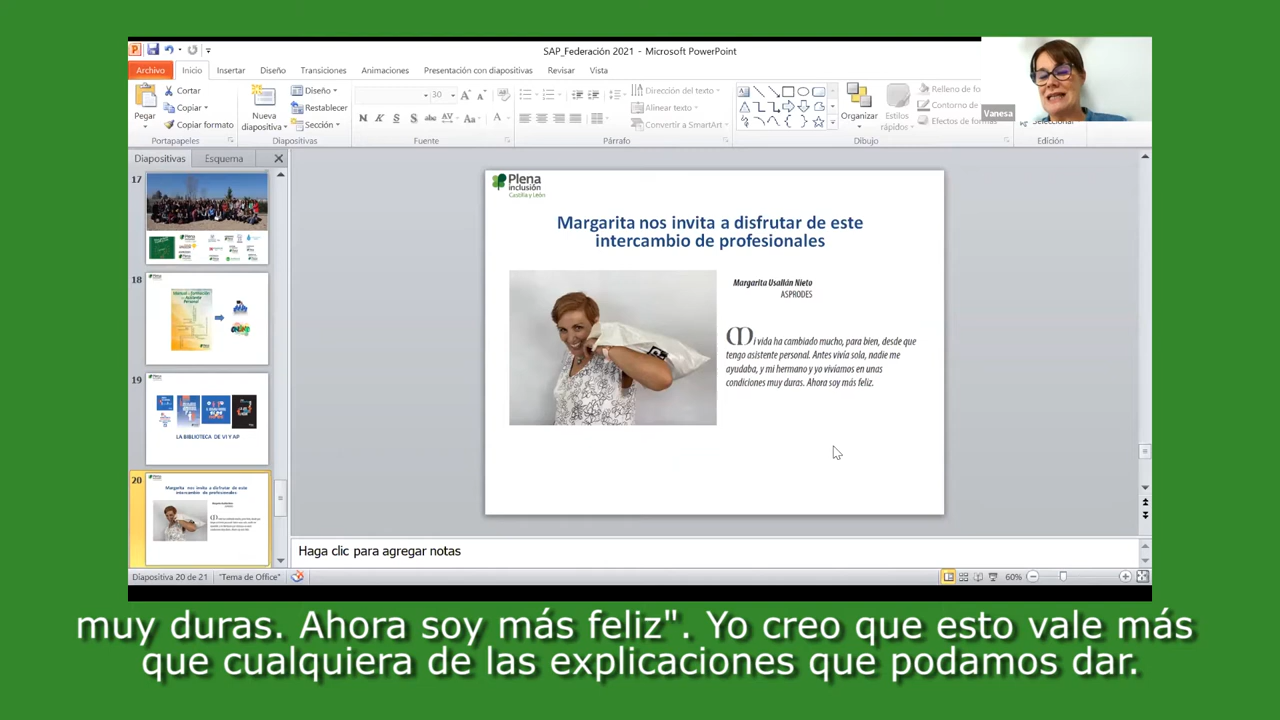 SAP_Federación 2021 - Microsoft PowerPoint
Archivo Inicio Insertar Diseño Transiciones Animaciones Presentación con diapositivas Revisar Vista
Pegar
Cortar
Copiar
Copiar formato
Portapapeles
Nueva
diapositiva
Diseño
Restablecer
Sección
Diapositivas
30
Fuente
Dirección del texto
Alinear texto
Convertir a SmartArt
Párrafo
Organizar
Estilos
rápidos
Relleno de fo
Contorno de
Efectos de formas
Dibujo
Edición
Vanesa
Diapositivas Esquema
17
18
19
LA BIBLIOTECA DE VI Y AP
20
Margarita nos invita a disfrutar de este
intercambio de profesionales
Plena
inclusión
Castilla y León
Margarita nos invita a disfrutar de este
intercambio de profesionales
Margarita Usallán Nieto
ASPRODES
Mi vida ha cambiado mucho, para bien, desde que
tengo asistente personal. Antes vivía sola, nadie me
ayudaba, y mi hermano y yo vivíamos en unas
condiciones muy duras. Ahora soy más feliz.
Haga clic para agregar notas
Diapositiva 20 de 21 "Tema de Office" 60%
muy duras. Ahora soy más feliz". Yo creo que esto vale más
que cualquiera de las explicaciones que podamos dar.